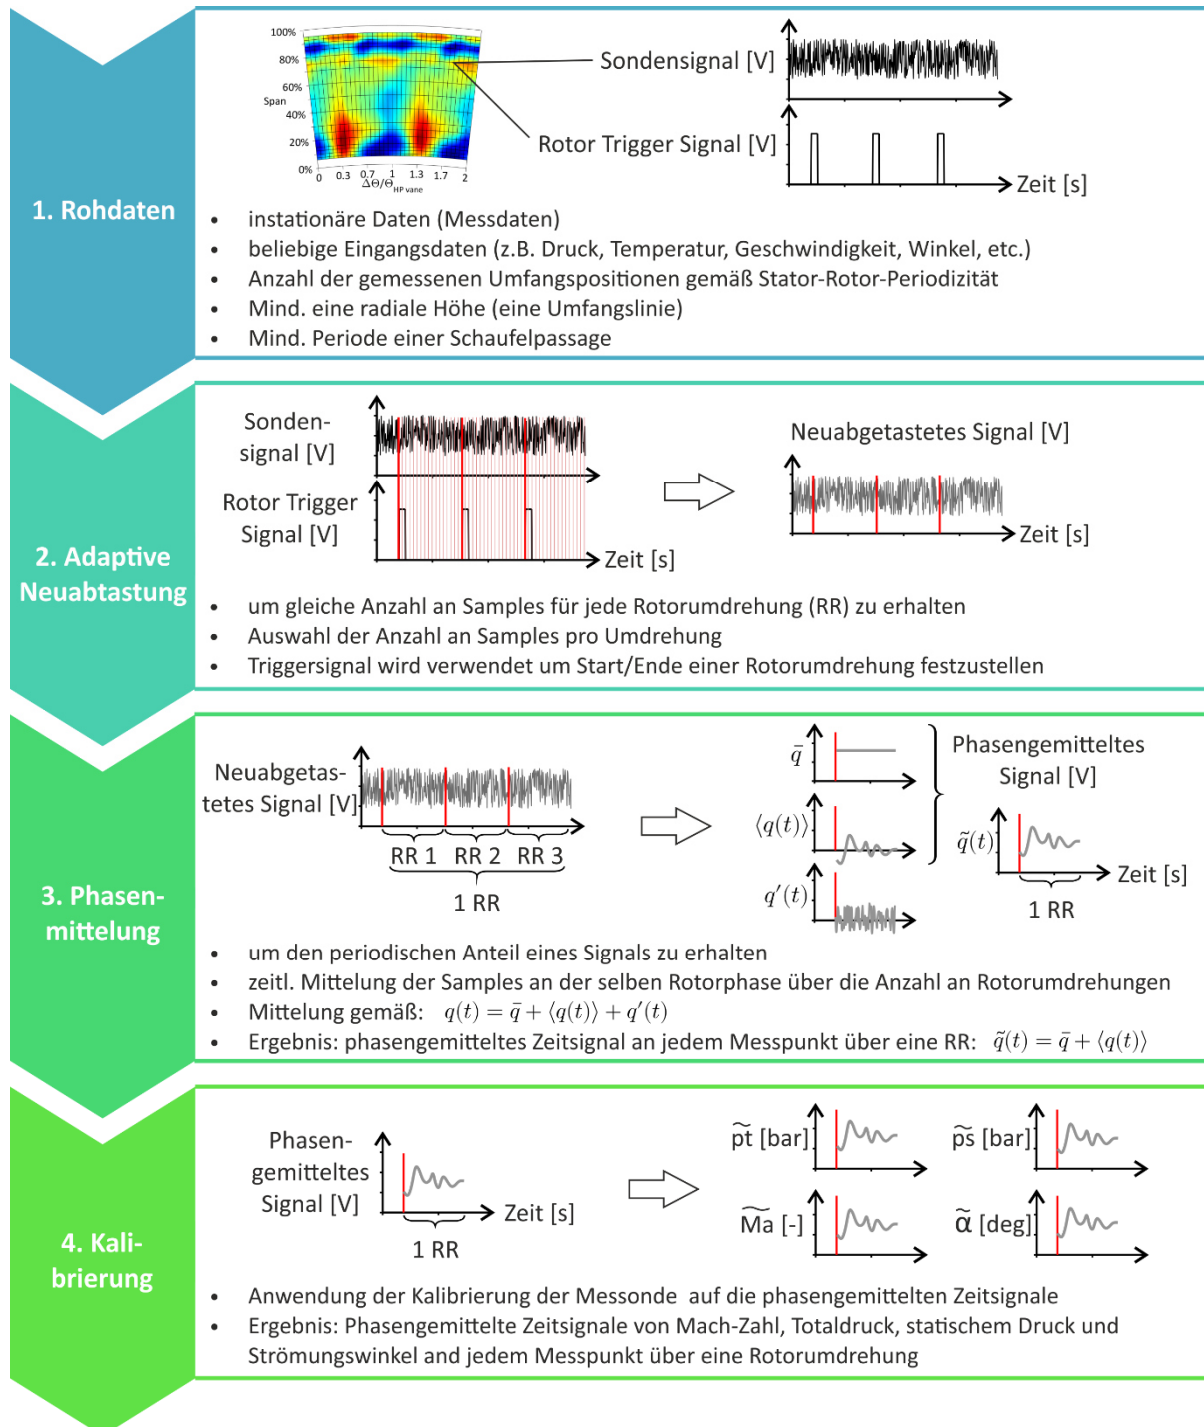 1. Rohdaten
100%
80%
60%
Span
40%
20%
0%
0 0.3 0.7 1 1.3 1.7 2
ΔΘ/Θ HP vane
Sondensignal [V]
Rotor Trigger Signal [V]
Zeit [s]
• instationäre Daten (Messdaten)
• beliebige Eingangsdaten (z.B. Druck, Temperatur, Geschwindigkeit, Winkel, etc.)
• Anzahl der gemessenen Umfangspositionen gemäß Stator-Rotor-Periodizität
• Mind. eine radiale Höhe (eine Umfangslinie)
• Mind. Periode einer Schaufelpassage
2. Adaptive
Neuabtastung
Sonden-
signal [V]
Rotor Trigger
Signal [V]
Zeit [s]
Neuabgetastetes Signal [V]
Zeit [s]
• um gleiche Anzahl an Samples für jede Rotorumdrehung (RR) zu erhalten
• Auswahl der Anzahl an Samples pro Umdrehung
• Triggersignal wird verwendet um Start/Ende einer Rotorumdrehung festzustellen
3. Phasen-
mittelung
Neuabgetas-
tetes Signal [V]
RR 1 RR 2 RR 3
1 RR
q̄
⟨q(t)⟩
q′(t)
Phasengemitteltes
Signal [V]
q̃(t)
Zeit [s]
1 RR
• um den periodischen Anteil eines Signals zu erhalten
• zeitl. Mittelung der Samples an der selben Rotorphase über die Anzahl an Rotorumdrehungen
• Mittelung gemäß: q(t) = q̄ + ⟨q(t)⟩ + q′(t)
• Ergebnis: phasengemitteltes Zeitsignal an jedem Messpunkt über eine RR: q̃(t) = q̄ + ⟨q(t)⟩
4. Kali-
brierung
Phasen-
gemitteltes
Signal [V]
Zeit [s]
1 RR
p͠t [bar]
p͠s [bar]
M͠a [-]
α̃ [deg]
• Anwendung der Kalibrierung der Messonde auf die phasengemittelten Zeitsignale
• Ergebnis: Phasengemittelte Zeitsignale von Mach-Zahl, Totaldruck, statischem Druck und
Strömungswinkel and jedem Messpunkt über eine Rotorumdrehung